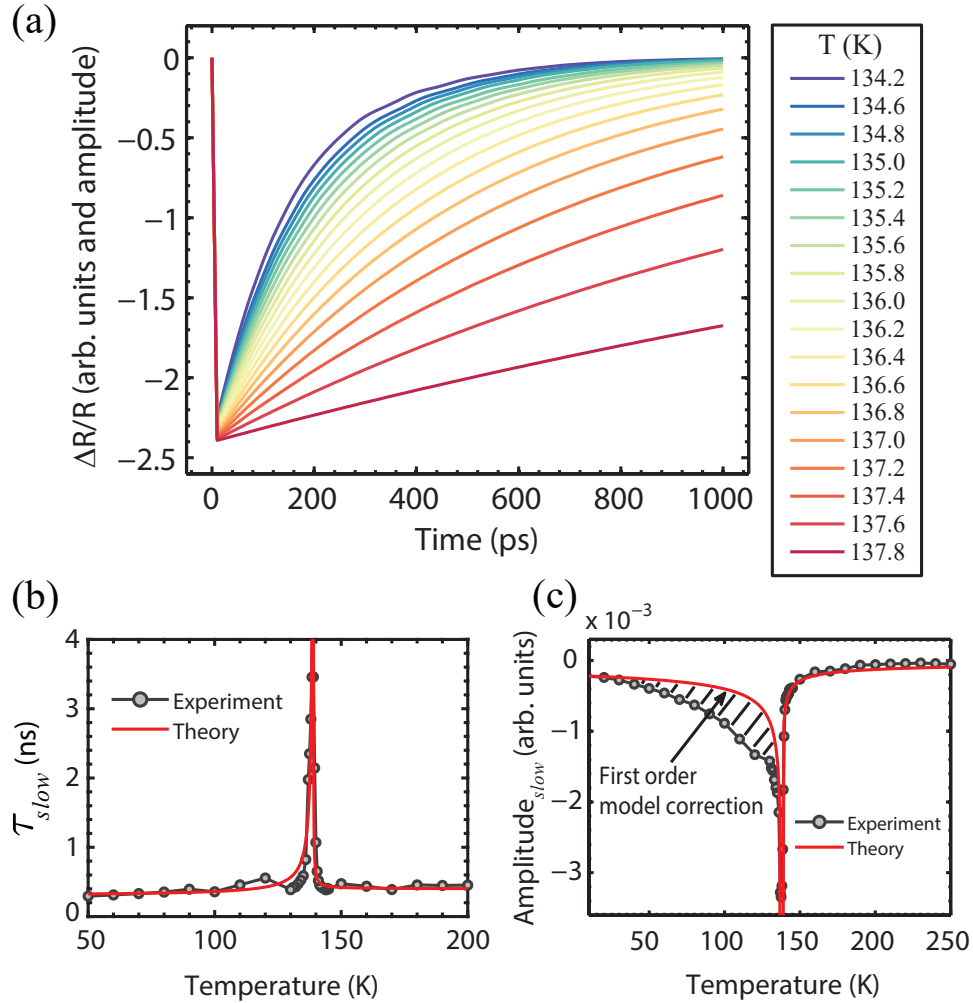 (a)
ΔR/R (arb. units and amplitude)
0
−0.5
−1
−1.5
−2
−2.5
0 200 400 600 800 1000
Time (ps)
T (K)
134.2
134.6
134.8
135.0
135.2
135.4
135.6
135.8
136.0
136.2
136.4
136.6
136.8
137.0
137.2
137.4
137.6
137.8
(b)
τslow (ns)
4
3
2
1
0
Experiment
Theory
50 100 150 200
Temperature (K)
(c)
x 10−3
Amplitudeslow (arb. units)
0
−1
−2
−3
First order
model correction
Experiment
Theory
50 100 150 200 250
Temperature (K)